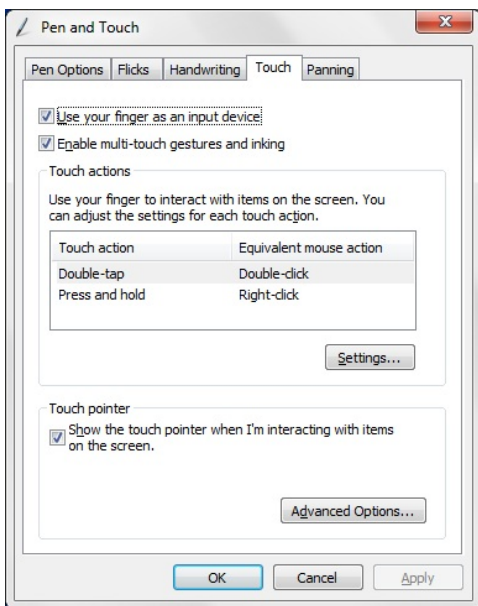 Pen and Touch
Pen Options Flicks Handwriting Touch Panning
Use your finger as an input device
Enable multi-touch gestures and inking
Touch actions
Use your finger to interact with items on the screen. You
can adjust the settings for each touch action.
Touch action Equivalent mouse action
Double-tap Double-click
Press and hold Right-click
Settings...
Touch pointer
Show the touch pointer when I'm interacting with items
on the screen.
Advanced Options...
OK Cancel Apply